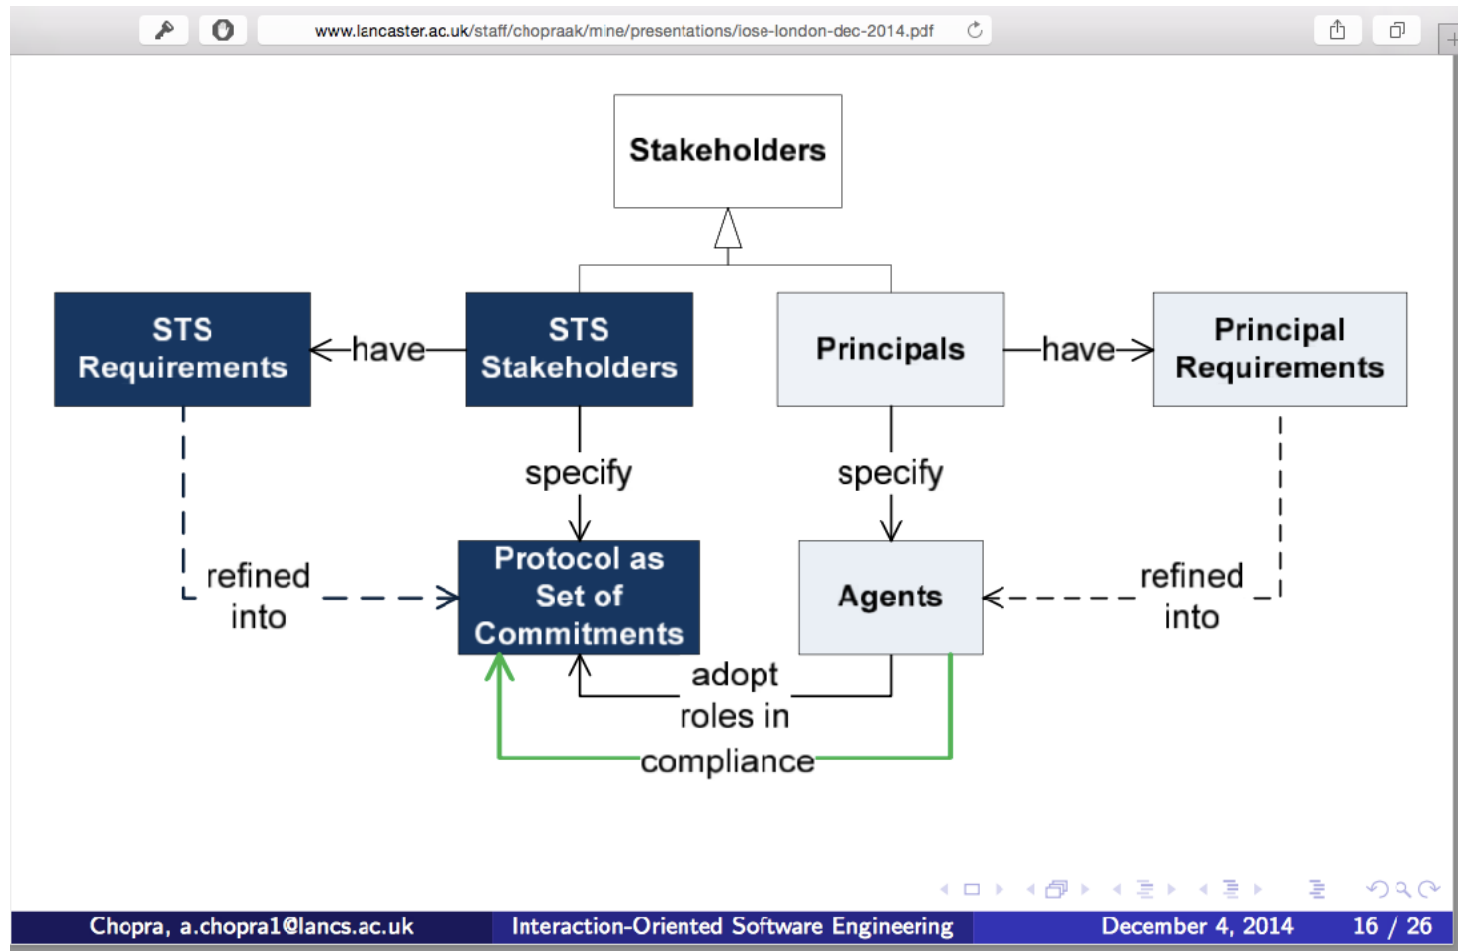 www.lancaster.ac.uk/staff/chopraak/mine/presentations/iose-london-dec-2014.pdf
Stakeholders
STS
Requirements
have
STS
Stakeholders
Principals
have
Principal
Requirements
specify
specify
refined
into
Protocol as
Set of
Commitments
Agents
refined
into
adopt
roles in
compliance
Chopra, a.chopra1@lancs.ac.uk
Interaction-Oriented Software Engineering
December 4, 2014
16 / 26